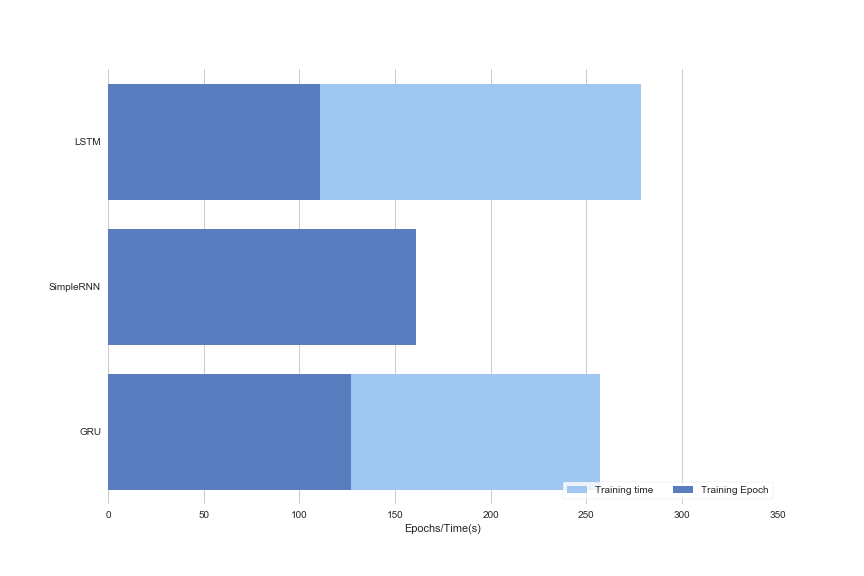 LSTM
SimpleRNN
GRU
Training time
Training Epoch
0 50 100 150 200 250 300 350
Epochs/Time(s)